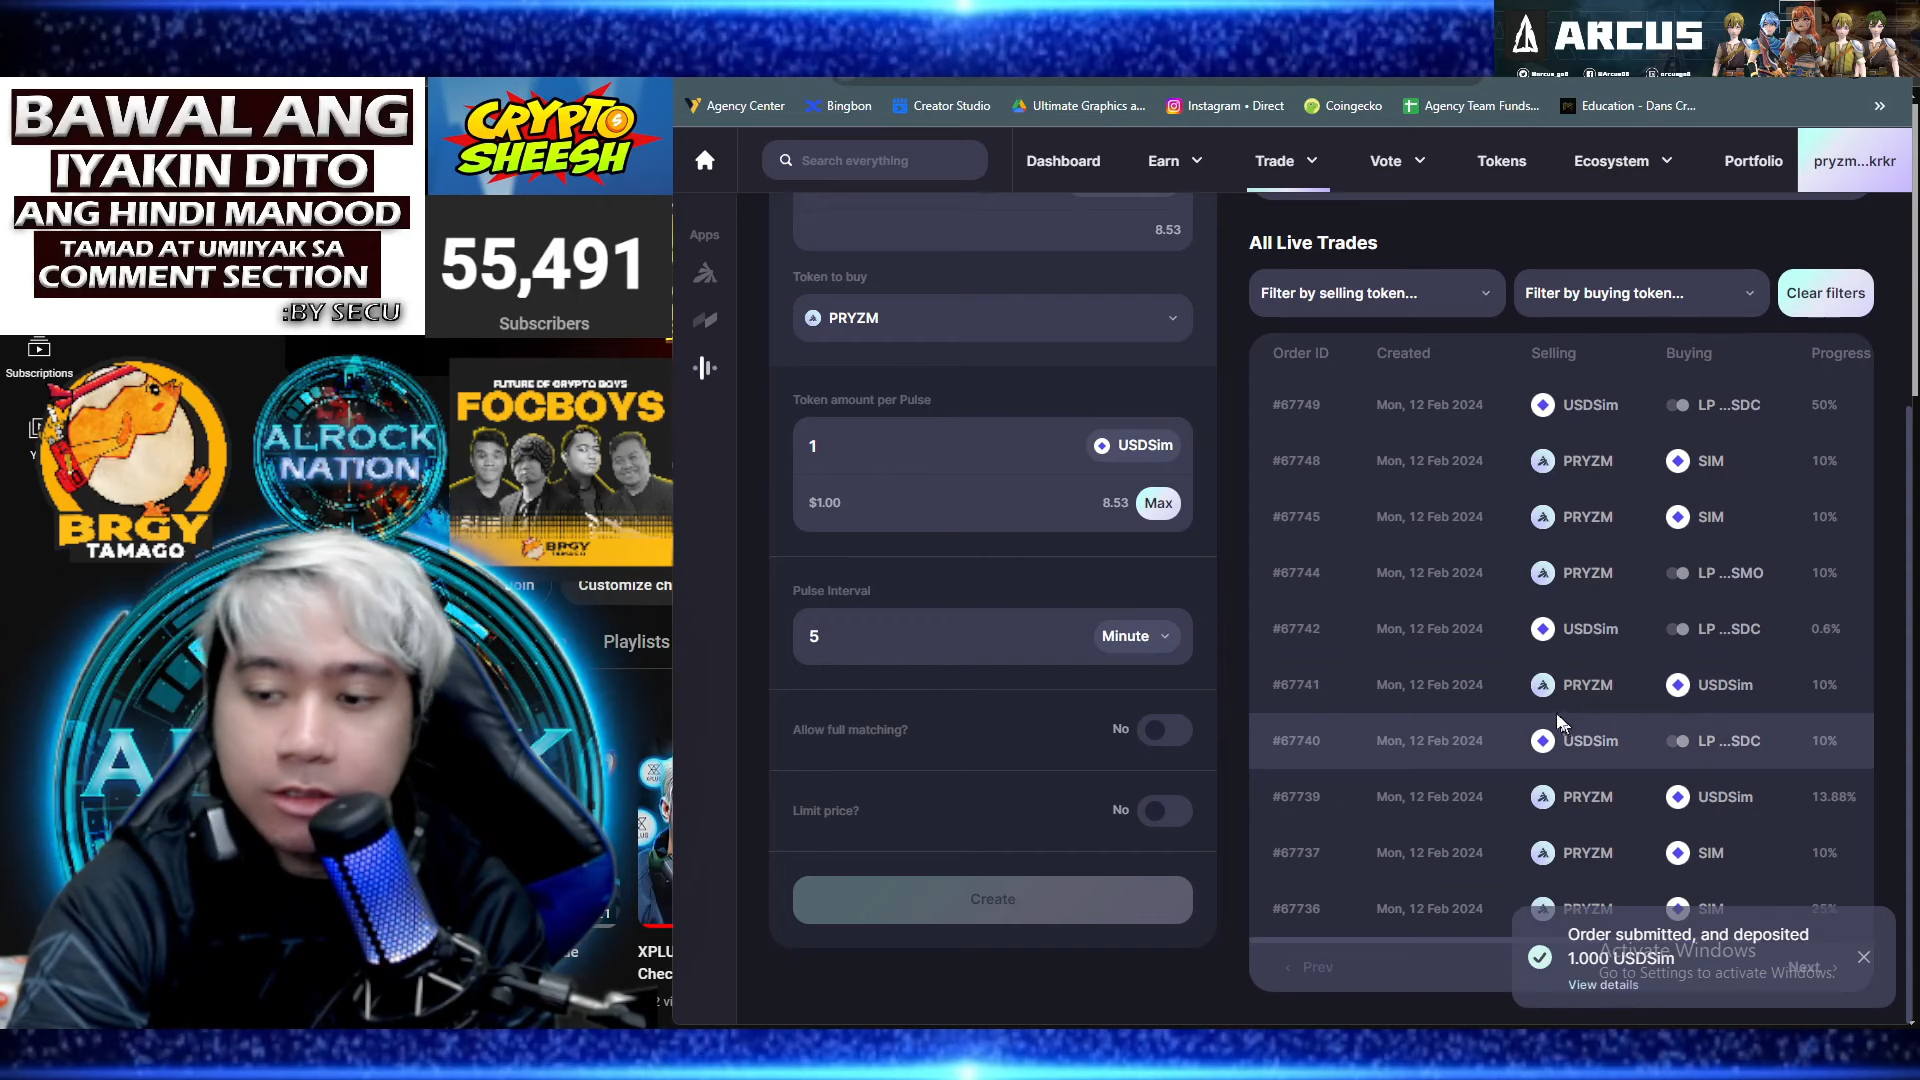 ARCUS
BAWAL ANG
IYAKIN DITO
ANG HINDI MANOOD
TAMAD AT UMIIYAK SA
COMMENT SECTION
:BY SECU
CRYPTO
SHEESH
55,491
Subscribers
Subscriptions
BRGY
TAMAGO
ALROCK
NATION
FUTURE OF CRYPTO BOYS
FOCBOYS
BRGY
TAMAGO
Join
Customize ch
Playlists
XPLU
Chec
Agency Center
Bingbon
Creator Studio
Ultimate Graphics a...
Instagram • Direct
Coingecko
Agency Team Funds...
Education - Dans Cr...
Search everything
Dashboard
Earn
Trade
Vote
Tokens
Ecosystem
Portfolio
pryzm...krkr
Apps
8.53
Token to buy
PRYZM
Token amount per Pulse
1
USDSim
$1.00
8.53
Max
Pulse Interval
5
Minute
Allow full matching?
No
Limit price?
No
Create
All Live Trades
Filter by selling token...
Filter by buying token...
Clear filters
Order ID Created Selling Buying Progress
#67749 Mon, 12 Feb 2024 USDSim LP ...SDC 50%
#67748 Mon, 12 Feb 2024 PRYZM SIM 10%
#67745 Mon, 12 Feb 2024 PRYZM SIM 10%
#67744 Mon, 12 Feb 2024 PRYZM LP ...SMO 10%
#67742 Mon, 12 Feb 2024 USDSim LP ...SDC 0.6%
#67741 Mon, 12 Feb 2024 PRYZM USDSim 10%
#67740 Mon, 12 Feb 2024 USDSim LP ...SDC 10%
#67739 Mon, 12 Feb 2024 PRYZM USDSim 13.88%
#67737 Mon, 12 Feb 2024 PRYZM SIM 10%
#67736 Mon, 12 Feb 2024 PRYZM SIM 25%
Prev
Next
Order submitted, and deposited
1.000 USDSim
View details
Activate Windows
Go to Settings to activate Windows.